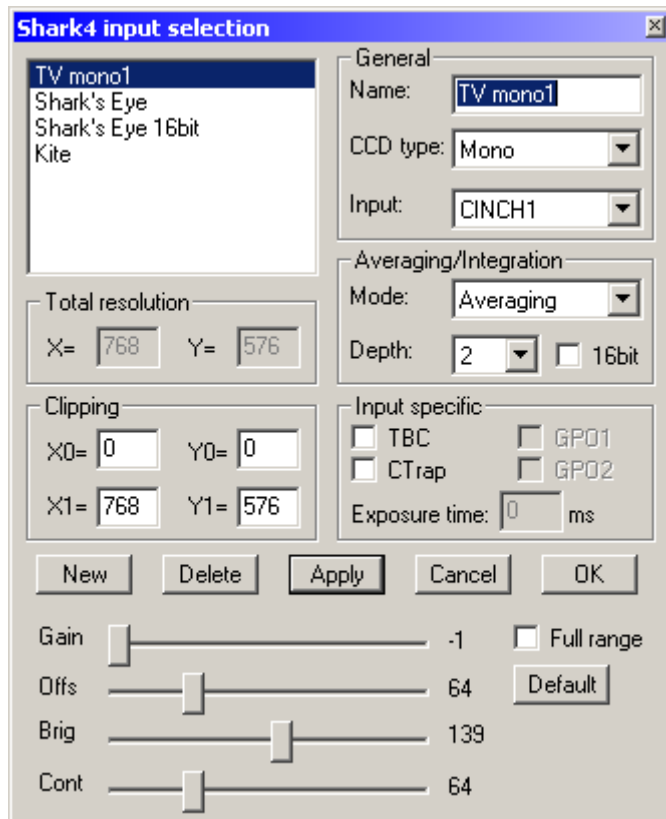 Shark4 input selection
TV mono1
Shark's Eye
Shark's Eye 16bit
Kite
General
Name: TV mono1
CCD type: Mono
Input: CINCH1
Total resolution
X= 768 Y= 576
Averaging/Integration
Mode: Averaging
Depth: 2 16bit
Clipping
X0= 0 Y0= 0
X1= 768 Y1= 576
Input specific
TBC GPO1
CTrap GPO2
Exposure time: 0 ms
New Delete Apply Cancel OK
Gain -1 Full range
Offs 64 Default
Brig 139
Cont 64